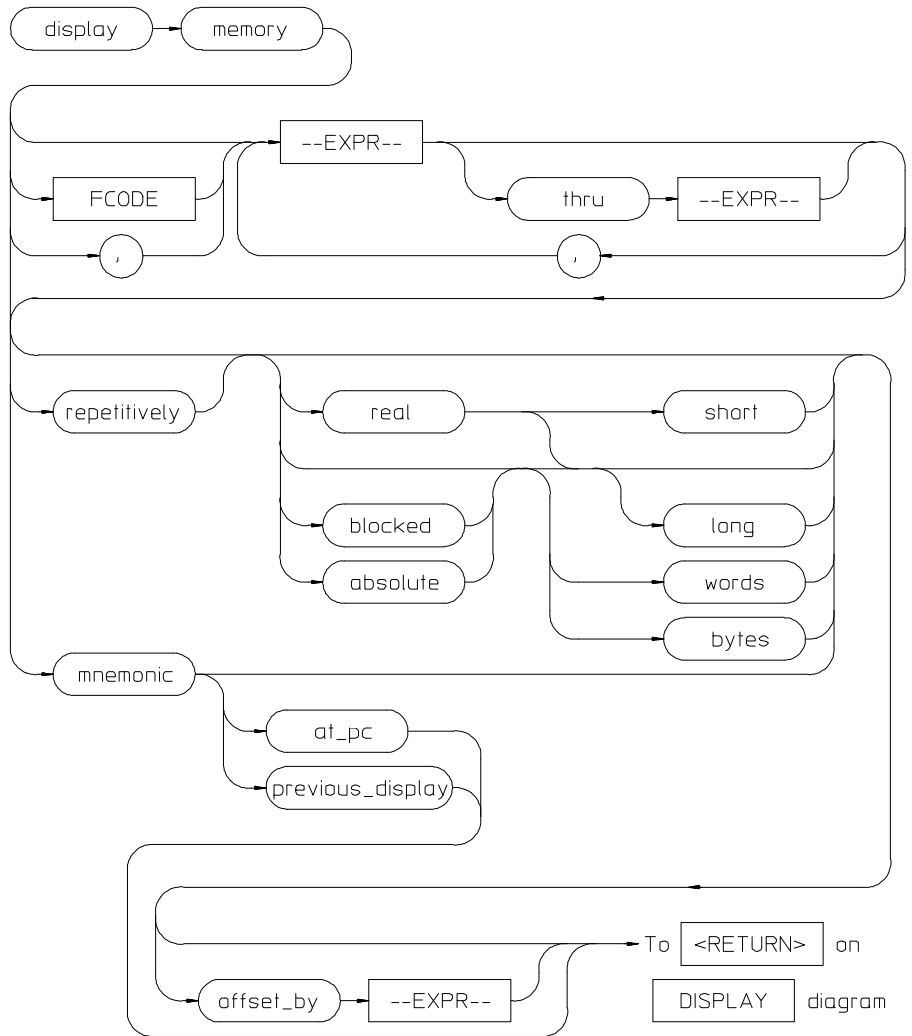 display memory
--EXPR--
FCODE thru --EXPR--
, ,
repetitively real short
blocked long
absolute words
bytes
mnemonic
at_pc
previous_display
To <RETURN> on
offset_by --EXPR-- DISPLAY diagram